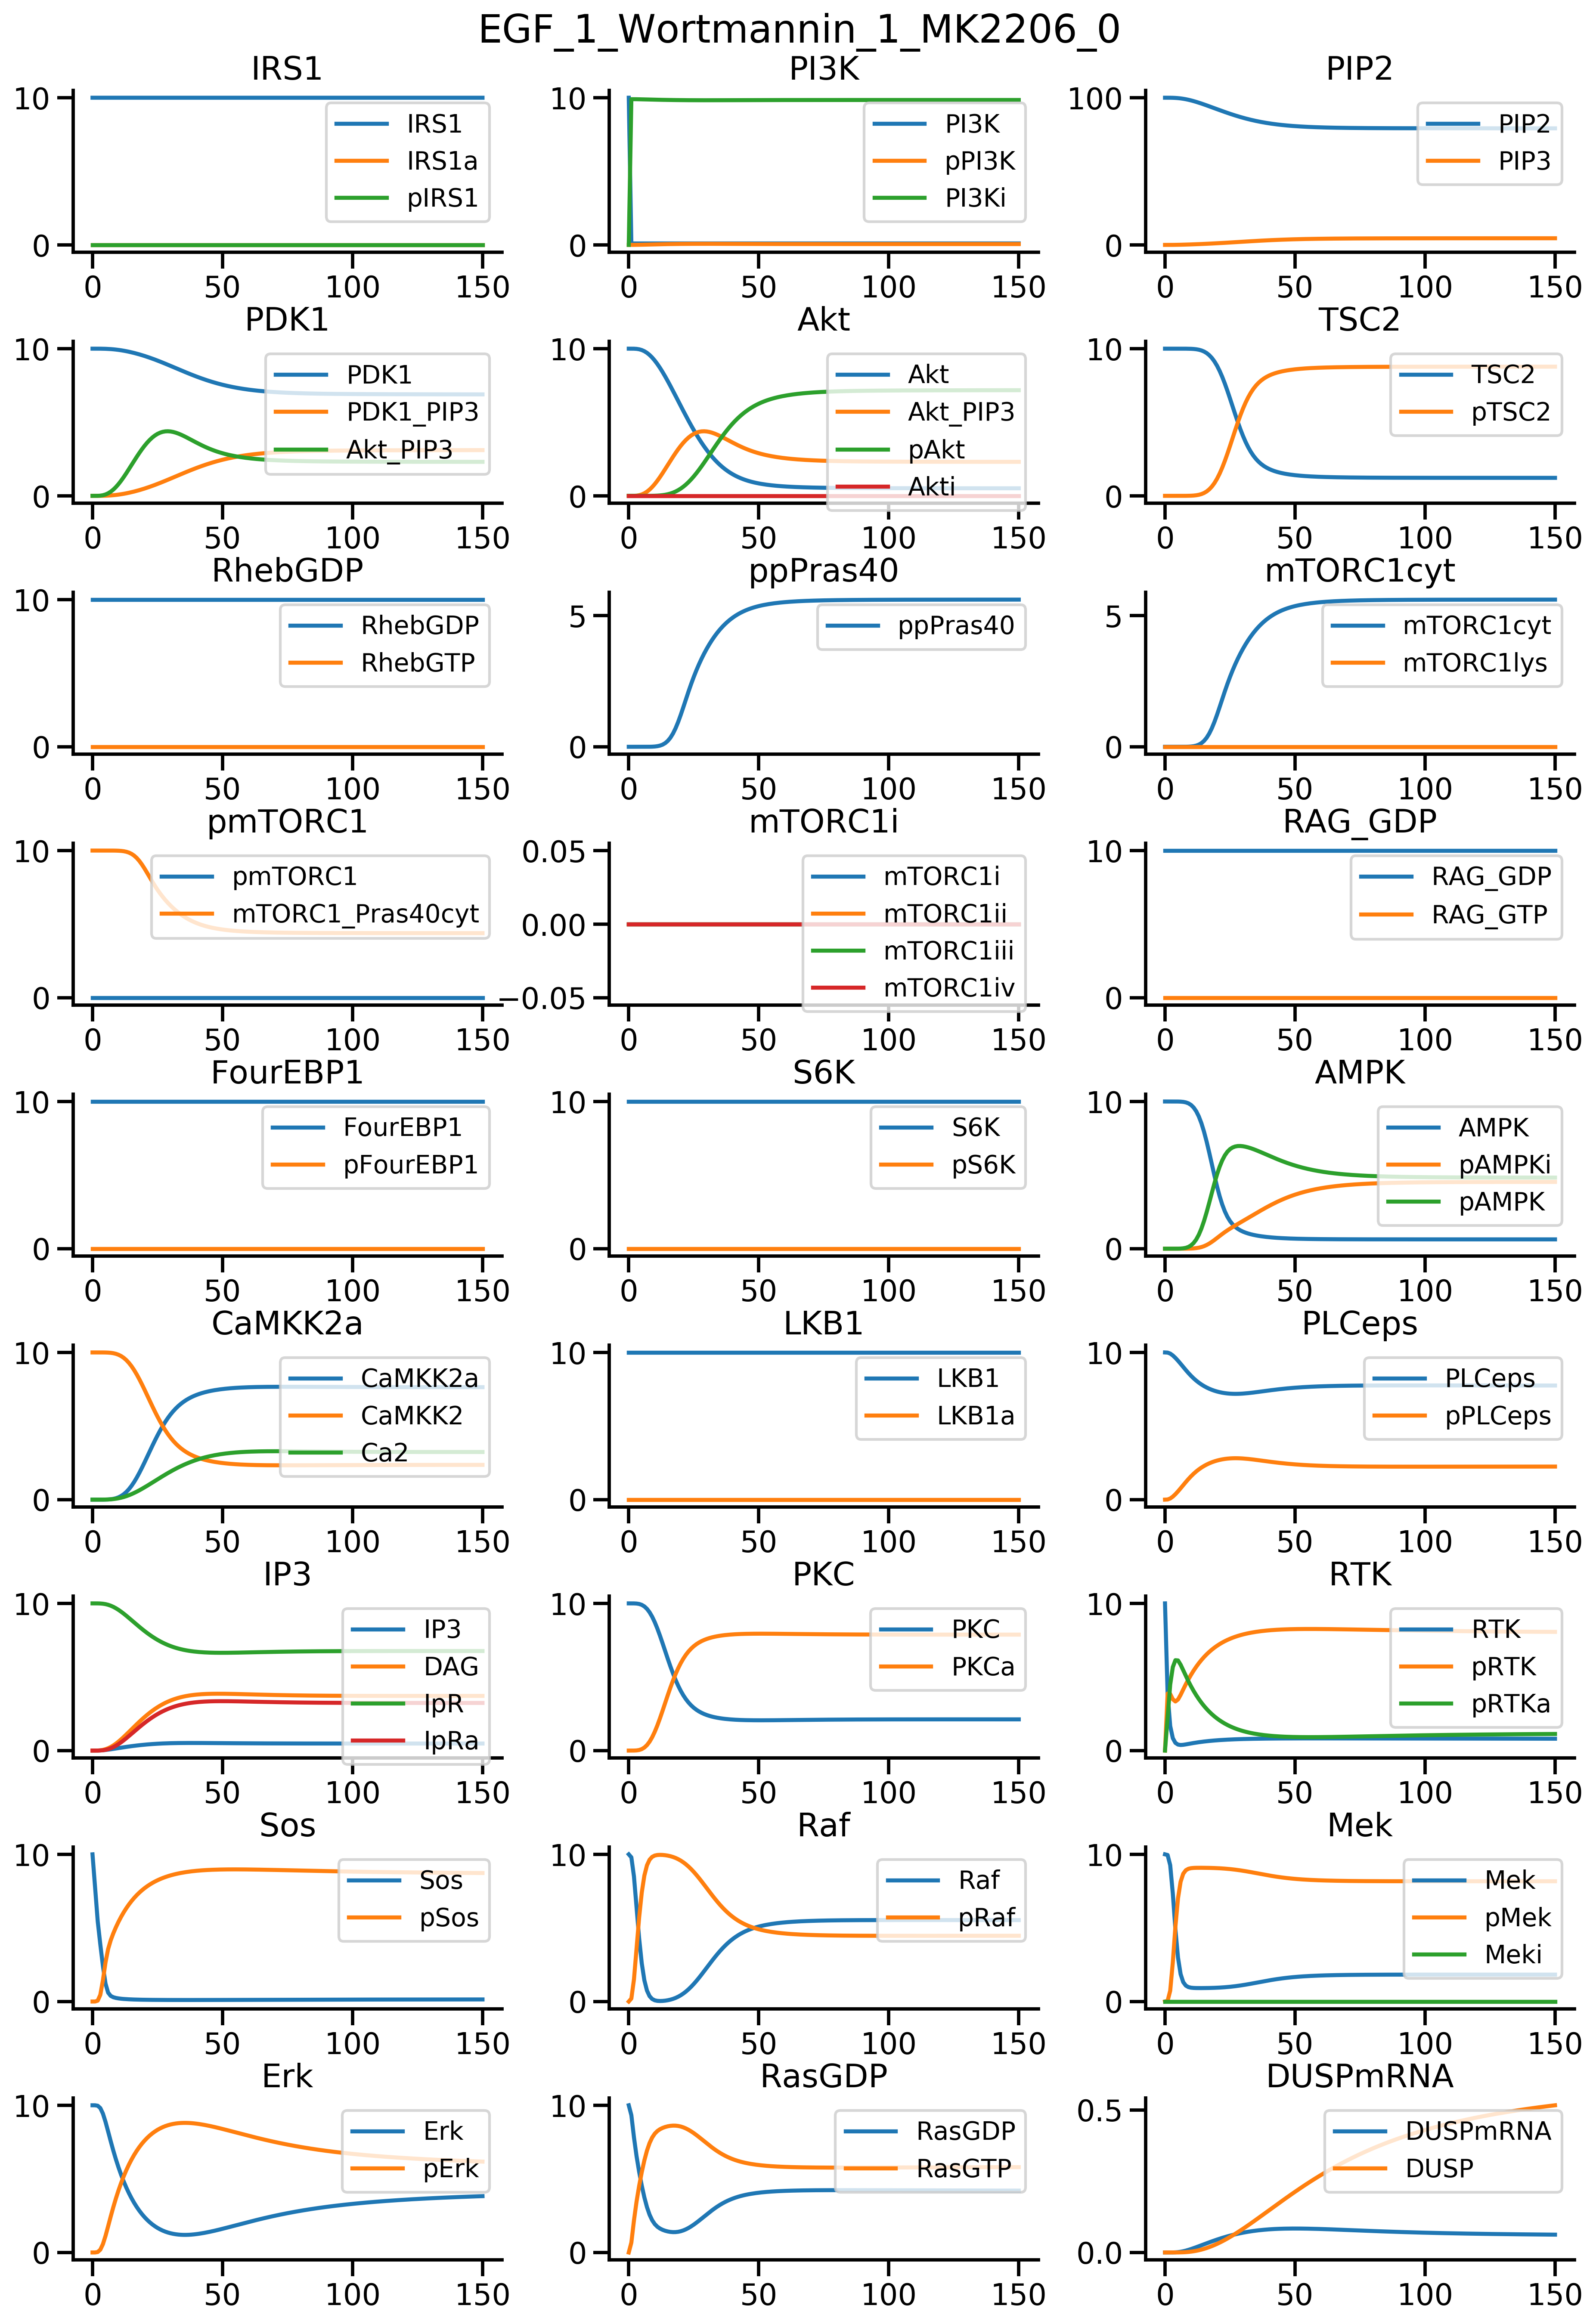 EGF_1_Wortmannin_1_MK2206_0
IRS1
10
0
0 50 100 150
IRS1
IRS1a
pIRS1
PI3K
10
0
0 50 100 150
PI3K
pPI3K
PI3Ki
PIP2
100
0
0 50 100 150
PIP2
PIP3
PDK1
10
0
0 50 100 150
PDK1
PDK1_PIP3
Akt_PIP3
Akt
10
0
0 50 100 150
Akt
Akt_PIP3
pAkt
Akti
TSC2
10
0
0 50 100 150
TSC2
pTSC2
RhebGDP
10
0
0 50 100 150
RhebGDP
RhebGTP
ppPras40
5
0
0 50 100 150
ppPras40
mTORC1cyt
5
0
0 50 100 150
mTORC1cyt
mTORC1lys
pmTORC1
10
0
0 50 100 150
pmTORC1
mTORC1_Pras40cyt
mTORC1i
0.05
0.00
−0.05
0 50 100 150
mTORC1i
mTORC1ii
mTORC1iii
mTORC1iv
RAG_GDP
10
0
0 50 100 150
RAG_GDP
RAG_GTP
FourEBP1
10
0
0 50 100 150
FourEBP1
pFourEBP1
S6K
10
0
0 50 100 150
S6K
pS6K
AMPK
10
0
0 50 100 150
AMPK
pAMPKi
pAMPK
CaMKK2a
10
0
0 50 100 150
CaMKK2a
CaMKK2
Ca2
LKB1
10
0
0 50 100 150
LKB1
LKB1a
PLCeps
10
0
0 50 100 150
PLCeps
pPLCeps
IP3
10
0
0 50 100 150
IP3
DAG
IpR
IpRa
PKC
10
0
0 50 100 150
PKC
PKCa
RTK
10
0
0 50 100 150
RTK
pRTK
pRTKa
Sos
10
0
0 50 100 150
Sos
pSos
Raf
10
0
0 50 100 150
Raf
pRaf
Mek
10
0
0 50 100 150
Mek
pMek
Meki
Erk
10
0
0 50 100 150
Erk
pErk
RasGDP
10
0
0 50 100 150
RasGDP
RasGTP
DUSPmRNA
0.5
0.0
0 50 100 150
DUSPmRNA
DUSP